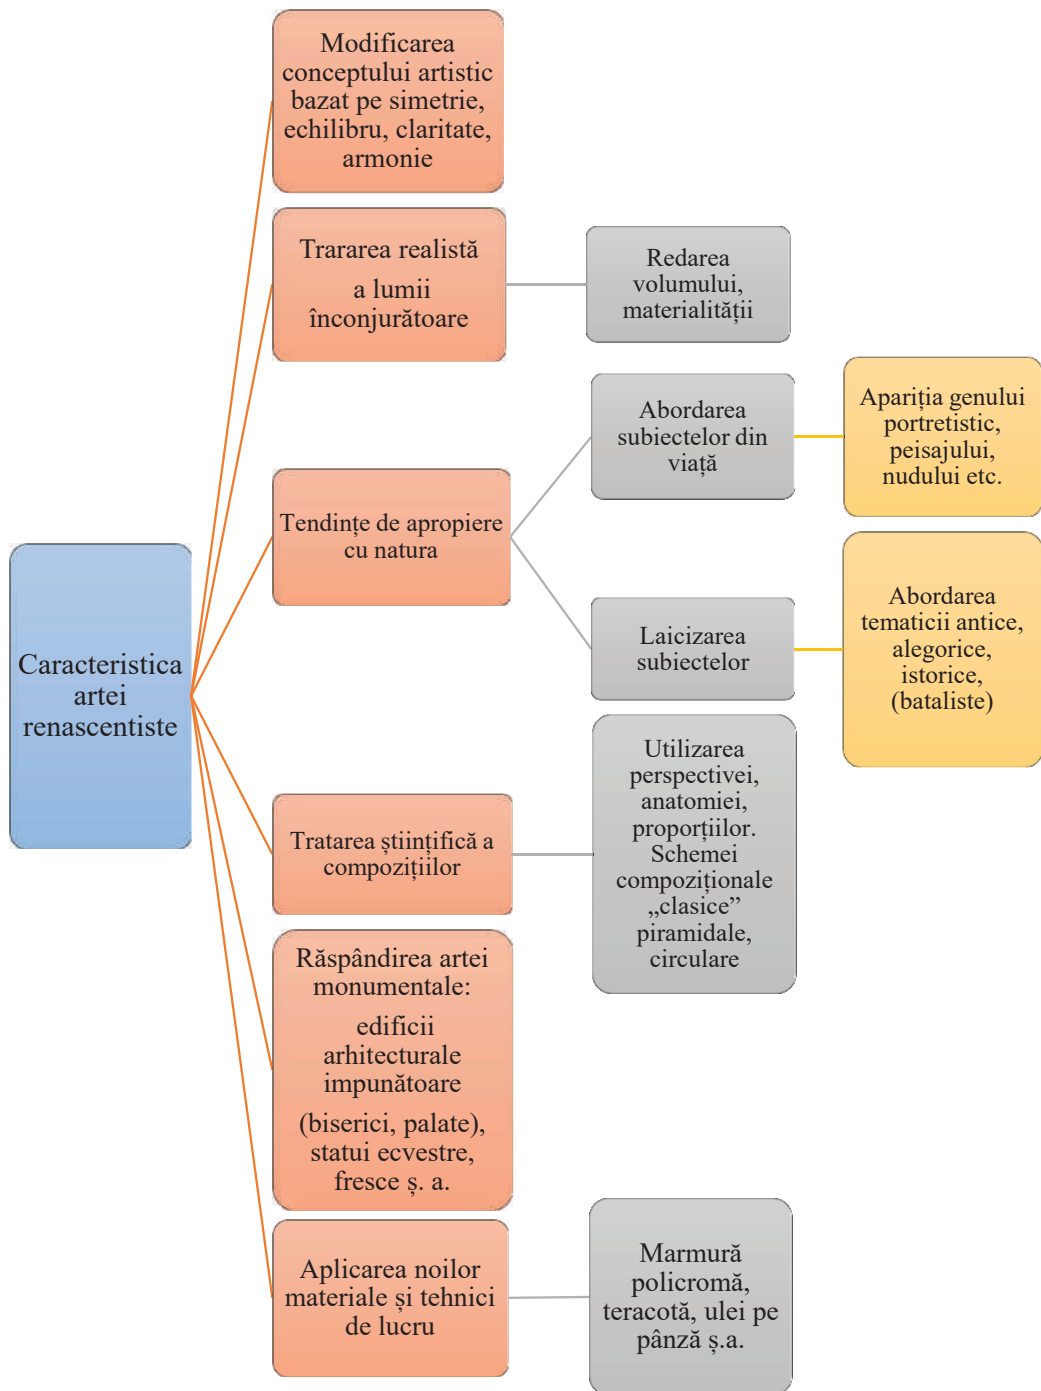 Caracteristica
artei
renascentiste
Modificarea
conceptului artistic
bazat pe simetrie,
echilibru, claritate,
armonie
Trararea realistă
a lumii
înconjurătoare
Redarea
volumului,
materialității
Tendințe de apropiere
cu natura
Abordarea
subiectelor din
viață
Apariția genului
portretistic,
peisajului,
nudului etc.
Laicizarea
subiectelor
Abordarea
tematicii antice,
alegorice,
istorice,
(bataliste)
Tratarea științifică a
compozițiilor
Utilizarea
perspectivei,
anatomiei,
proporțiilor.
Schemei
compoziționale
„clasice”
piramidale,
circulare
Răspândirea artei
monumentale:
edificii
arhitecturale
impunătoare
(biserici, palate),
statui ecvestre,
fresce ș. a.
Aplicarea noilor
materiale și tehnici
de lucru
Marmură
policromă,
teracotă, ulei pe
pânză ș.a.